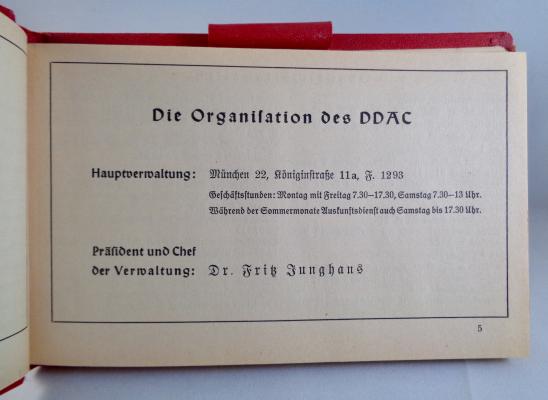 Die Organiſation des DDAC
Hauptverwaltung: München 22, Königinſtraße 11a, F. 1293
Geſchäftsſtunden: Montag mit Freitag 7.30–17.30, Samstag 7.30–13 Uhr.
Während der Sommermonate Auskunftsdienſt auch Samstag bis 17.30 Uhr.
Präſident und Chef
der Verwaltung: Dr. Fritz Junghans
5